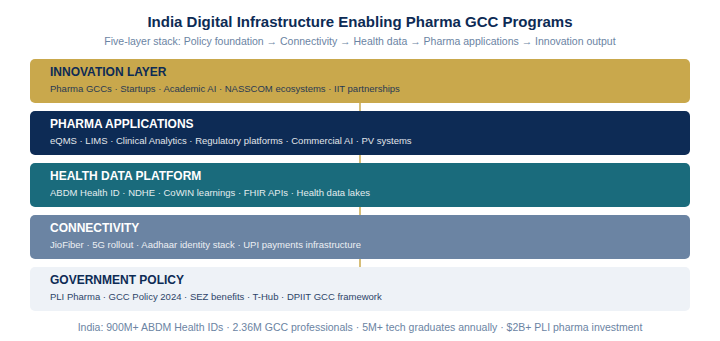 India Digital Infrastructure Enabling Pharma GCC Programs
Five-layer stack: Policy foundation → Connectivity → Health data → Pharma applications → Innovation output
INNOVATION LAYER
Pharma GCCs · Startups · Academic AI · NASSCOM ecosystems · IIT partnerships
PHARMA APPLICATIONS
eQMS · LIMS · Clinical Analytics · Regulatory platforms · Commercial AI · PV systems
HEALTH DATA PLATFORM
ABDM Health ID · NDHE · CoWIN learnings · FHIR APIs · Health data lakes
CONNECTIVITY
JioFiber · 5G rollout · Aadhaar identity stack · UPI payments infrastructure
GOVERNMENT POLICY
PLI Pharma · GCC Policy 2024 · SEZ benefits · T-Hub · DPIIT GCC framework
India: 900M+ ABDM Health IDs · 2.36M GCC professionals · 5M+ tech graduates annually · $2B+ PLI pharma investment